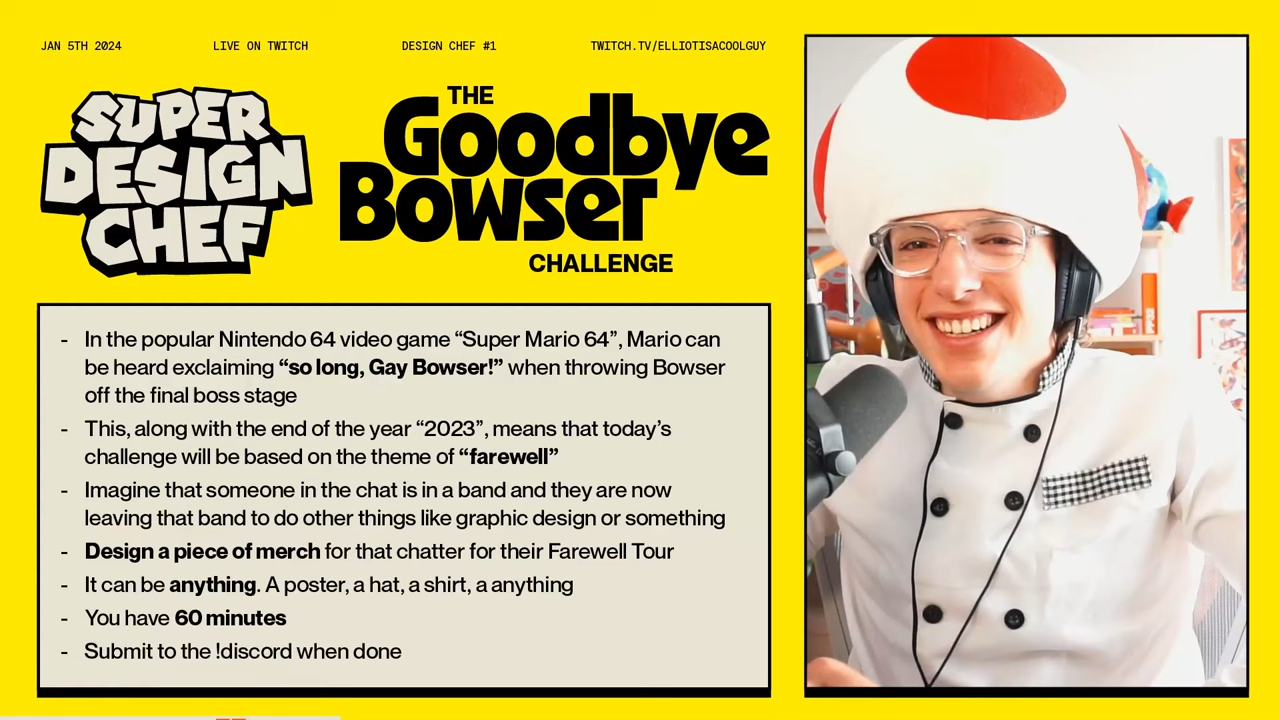 JAN 5TH 2024 LIVE ON TWITCH DESIGN CHEF #1 TWITCH.TV/ELLIOTISACOOLGUY
SUPER
DESIGN
CHEF
THE
Goodbye
Bowser
CHALLENGE
- In the popular Nintendo 64 video game “Super Mario 64”, Mario can
be heard exclaiming “so long, Gay Bowser!” when throwing Bowser
off the final boss stage
- This, along with the end of the year “2023”, means that today’s
challenge will be based on the theme of “farewell”
- Imagine that someone in the chat is in a band and they are now
leaving that band to do other things like graphic design or something
- Design a piece of merch for that chatter for their Farewell Tour
- It can be anything. A poster, a hat, a shirt, a anything
- You have 60 minutes
- Submit to the !discord when done